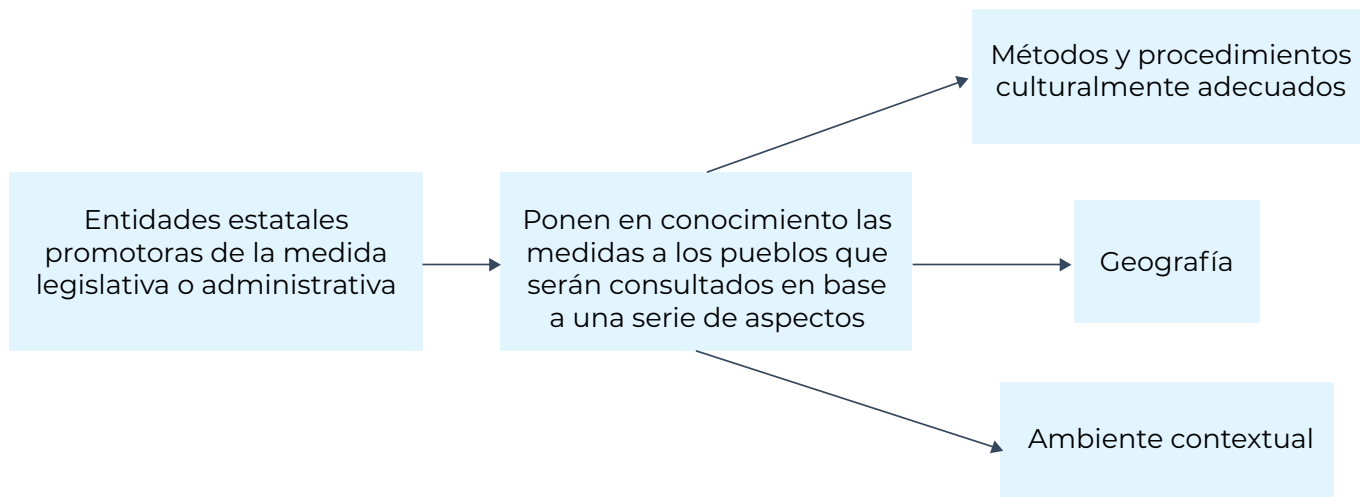 Entidades estatales
promotoras de la medida
legislativa o administrativa
Ponen en conocimiento las
medidas a los pueblos que
serán consultados en base
a una serie de aspectos
Métodos y procedimientos
culturalmente adecuados
Geografía
Ambiente contextual